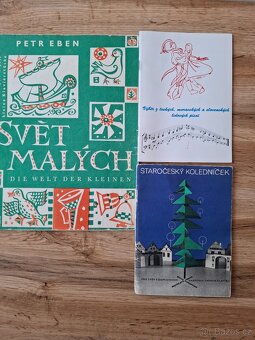 PETR EBEN
SVĚT
MALÝCH
DIE WELT DER KLEINEN
Výběr z českých, moravských a slovenských
lidových písní
STAROČESKÝ KOLEDNÍČEK